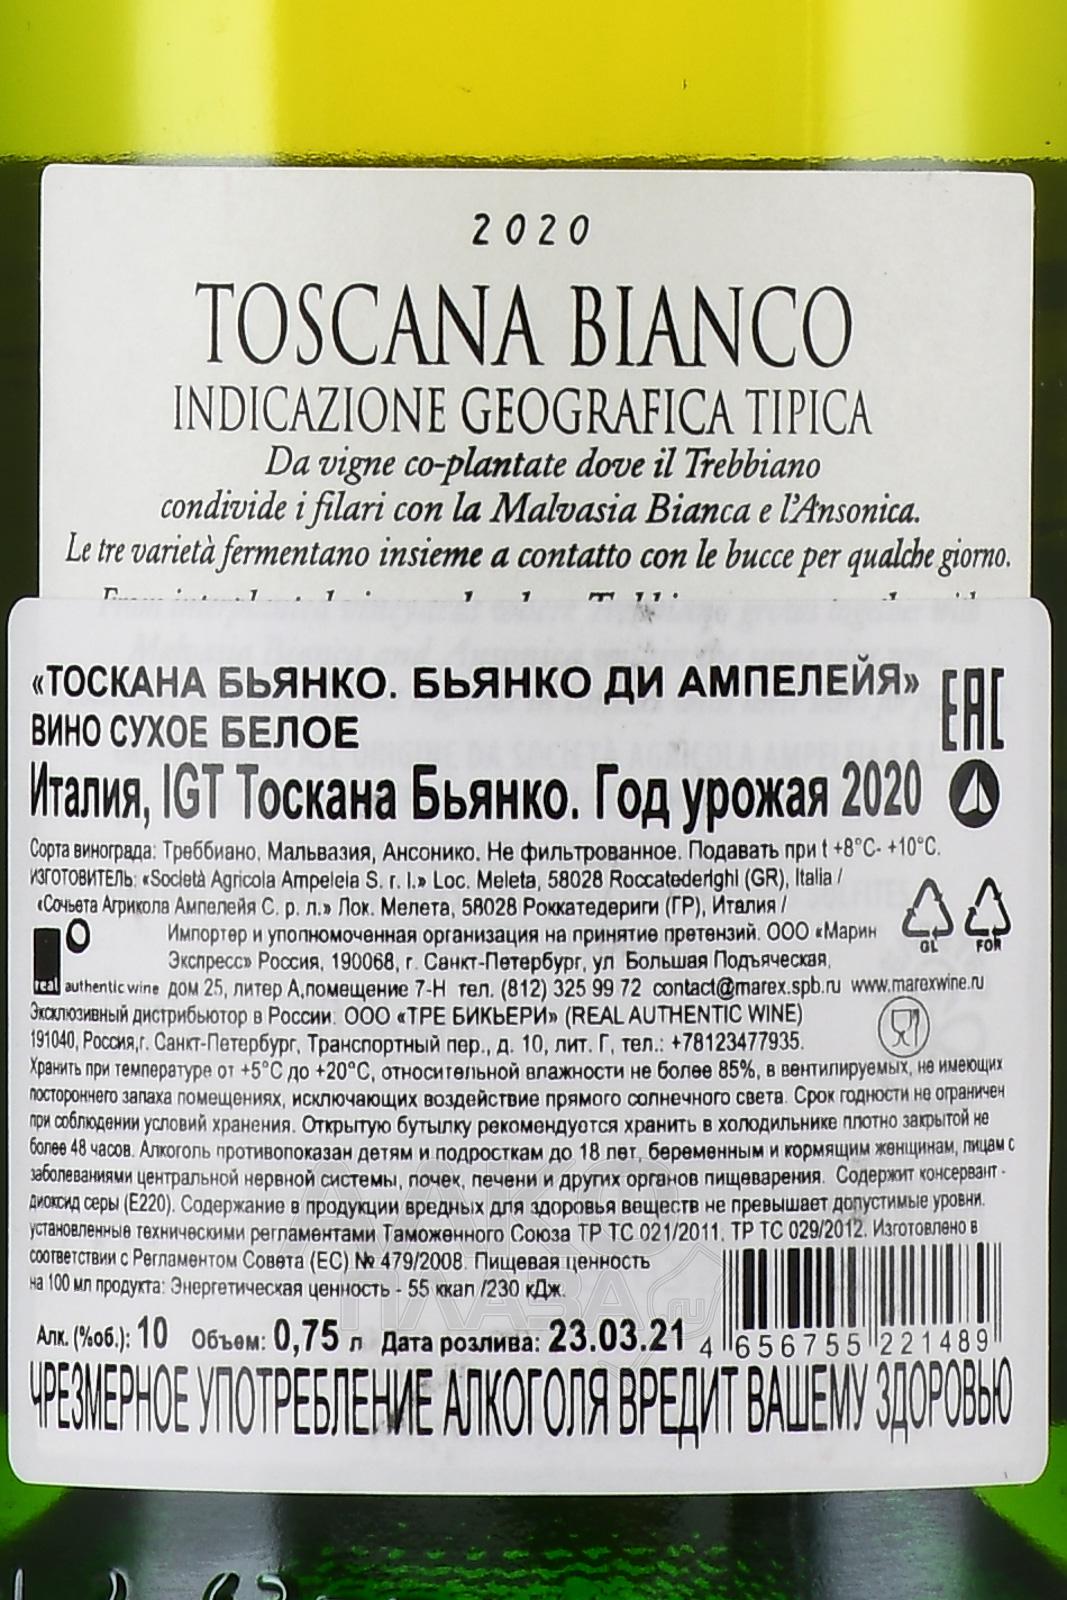 2020
TOSCANA BIANCO
INDICAZIONE GEOGRAFICA TIPICA
Da vigne co-plantate dove il Trebbiano
condivide i filari con la Malvasia Bianca e l'Ansonica.
Le tre varietà fermentano insieme a contatto con le bucce per qualche giorno.
«ТОСКАНА БЬЯНКО. БЬЯНКО ДИ АМПЕЛЕЙЯ»
ВИНО СУХОЕ БЕЛОЕ
EAC
Италия, IGT Тоскана Бьянко. Год урожая 2020
Сорта винограда: Треббиано, Мальвазия, Ансонико. Не фильтрованное. Подавать при t +8°C- +10°C.
ИЗГОТОВИТЕЛЬ: «Società Agricola Ampeleia S. r. l.» Loc. Meleta, 58028 Roccatederighi (GR), Italia /
«Сочьета Агрикола Ампелейя С. р. л.» Лок. Мелета, 58028 Роккатедериги (ГР), Италия /
Импортер и уполномоченная организация на принятие претензий. ООО «Марин
GL FOR
Экспресс» Россия, 190068, г. Санкт-Петербург, ул Большая Подъяческая,
real authentic wine дом 25, литер А,помещение 7-Н тел. (812) 325 99 72 contact@marex.spb.ru www.marexwine.ru
Эксклюзивный дистрибьютор в России: ООО «ТРЕ БИКЬЕРИ» (REAL AUTHENTIC WINE)
191040, Россия,г. Санкт-Петербург, Транспортный пер., д. 10, лит. Г, тел.: +78123477935.
Хранить при температуре от +5°C до +20°C, относительной влажности не более 85%, в вентилируемых, не имеющих
постороннего запаха помещениях, исключающих воздействие прямого солнечного света. Срок годности не ограничен
при соблюдении условий хранения. Открытую бутылку рекомендуется хранить в холодильнике плотно закрытой не
более 48 часов. Алкоголь противопоказан детям и подросткам до 18 лет, беременным и кормящим женщинам, лицам с
заболеваниями центральной нервной системы, почек, печени и других органов пищеварения. Содержит консервант -
диоксид серы (E220). Содержание в продукции вредных для здоровья веществ не превышает допустимые уровни,
установленные техническими регламентами Таможенного Союза ТР ТС 021/2011, ТР ТС 029/2012. Изготовлено в
соответствии с Регламентом Совета (ЕС) № 479/2008. Пищевая ценность
на 100 мл продукта: Энергетическая ценность - 55 ккал /230 кДж.
АЛКО
ПЛАЗА.ru
Алк. (%об.): 10 Объем: 0,75 л Дата розлива: 23.03.21
4 656755 221489
ЧРЕЗМЕРНОЕ УПОТРЕБЛЕНИЕ АЛКОГОЛЯ ВРЕДИТ ВАШЕМУ ЗДОРОВЬЮ